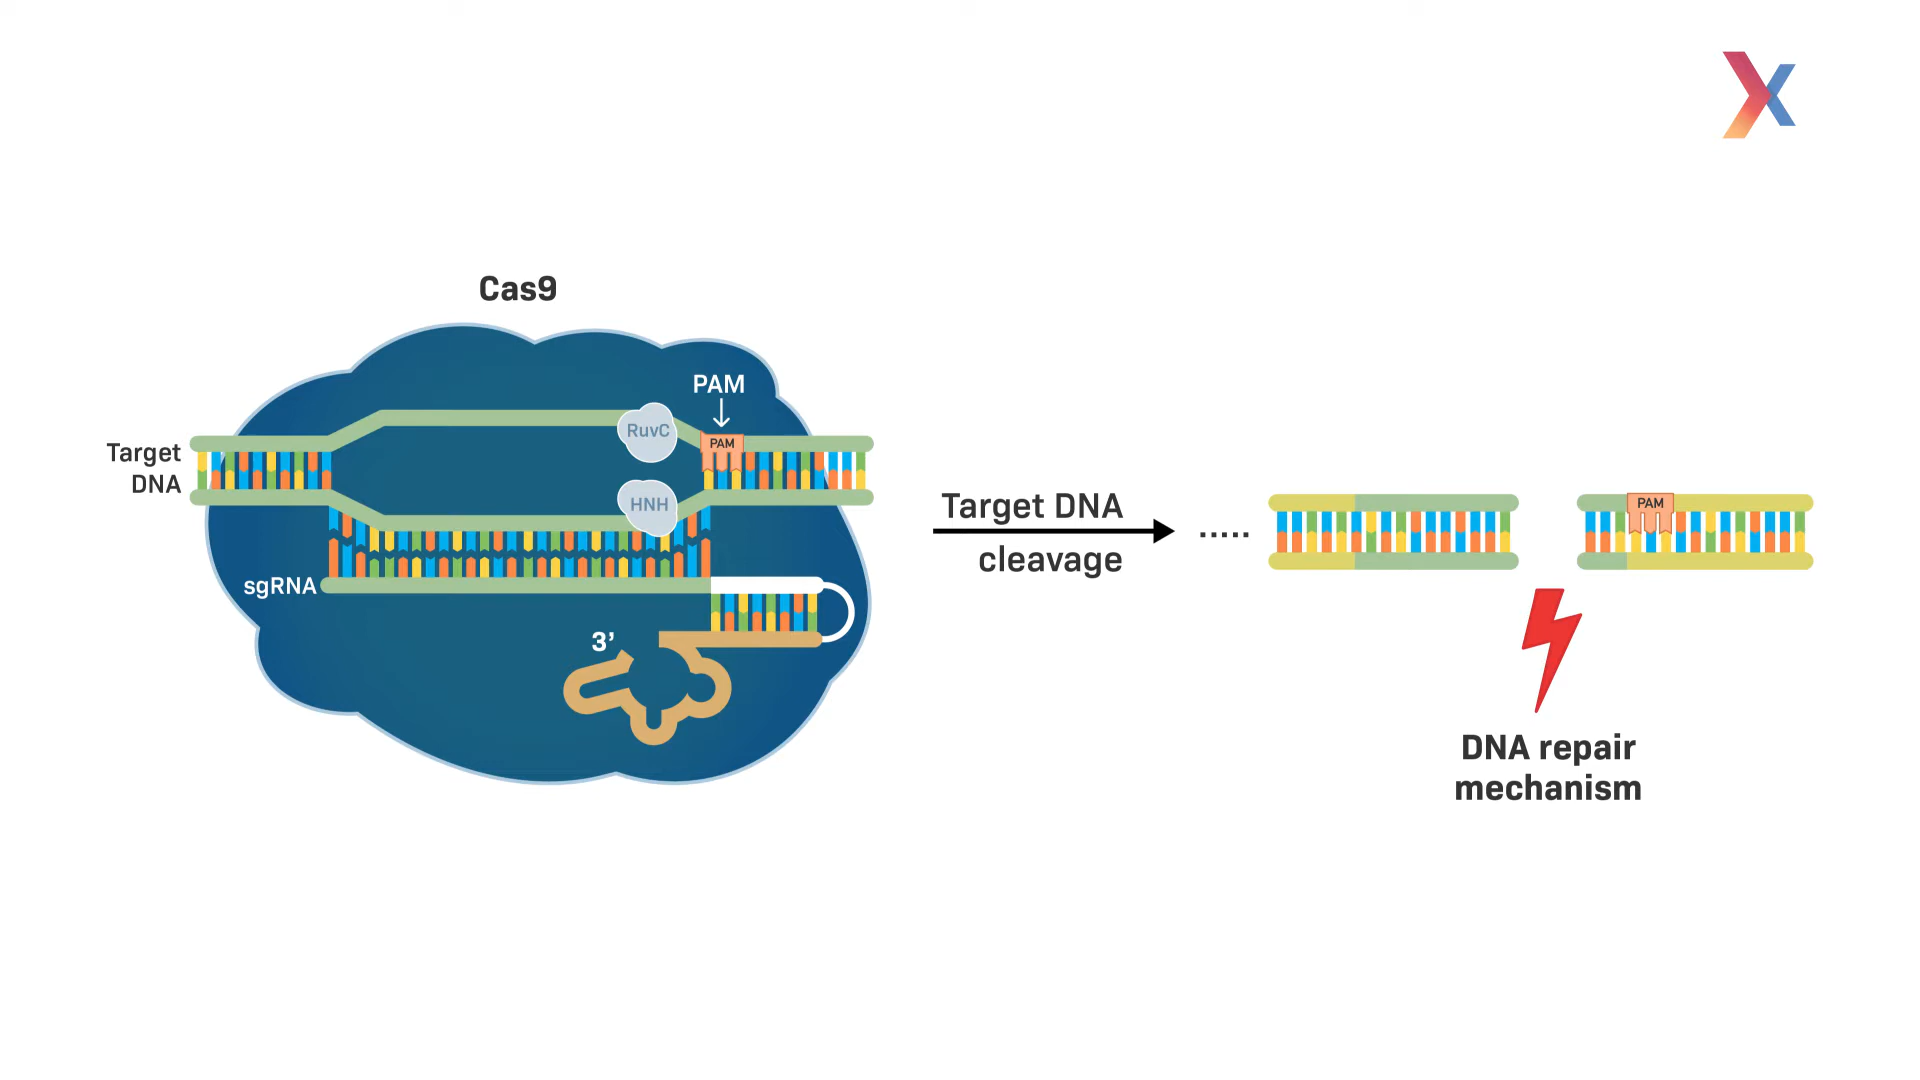 Cas9
PAM
RuvC
PAM
Target
DNA
HNH
sgRNA
3’
Target DNA
cleavage
.....
PAM
DNA repair
mechanism